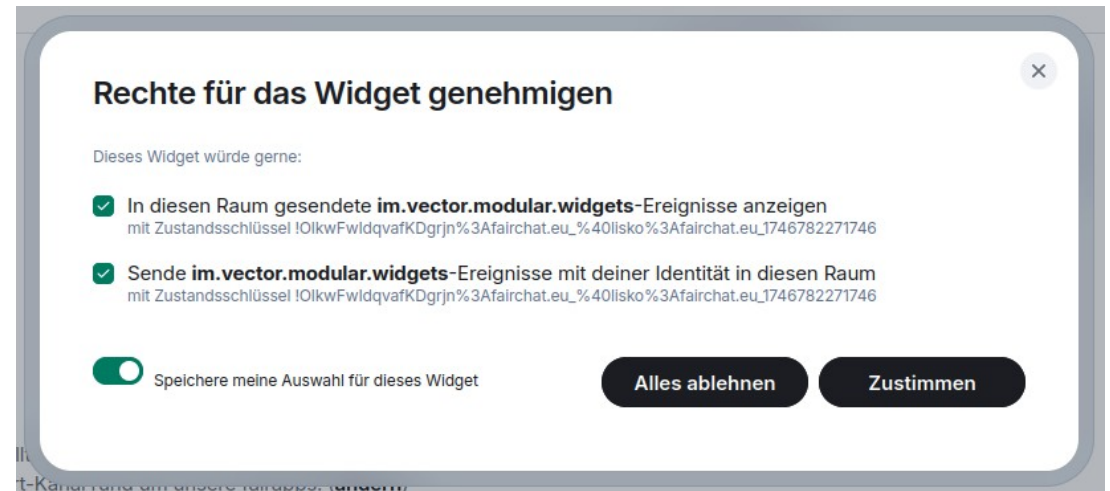 Rechte für das Widget genehmigen
Dieses Widget würde gerne:
In diesen Raum gesendete im.vector.modular.widgets-Ereignisse anzeigen
mit Zustandsschlüssel !OlkwFwIdqvafKDgrjn%3Afairchat.eu_%40lisko%3Afairchat.eu_1746782271746
Sende im.vector.modular.widgets-Ereignisse mit deiner Identität in diesen Raum
mit Zustandsschlüssel !OlkwFwIdqvafKDgrjn%3Afairchat.eu_%40lisko%3Afairchat.eu_1746782271746
Speichere meine Auswahl für dieses Widget
Alles ablehnen
Zustimmen